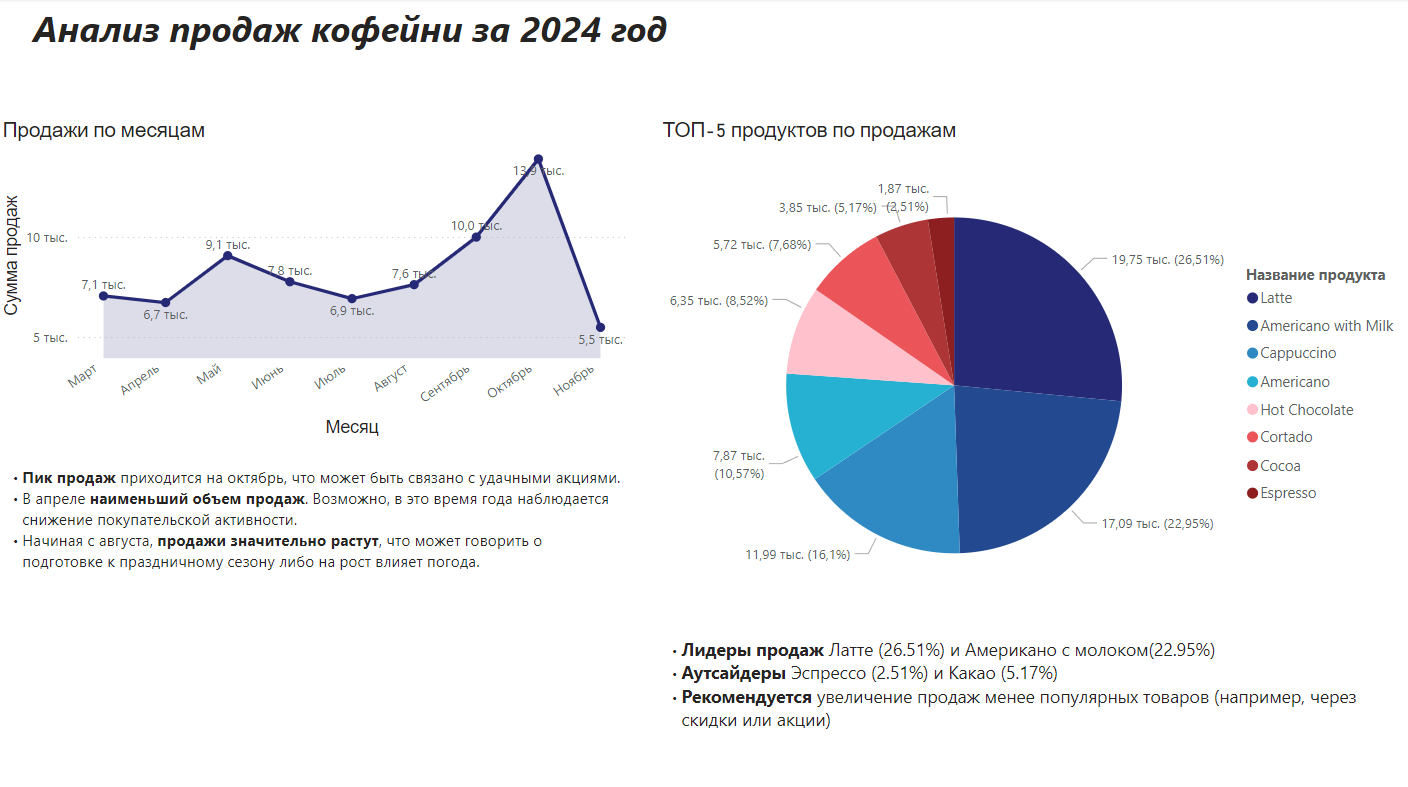 Анализ продаж кофейни за 2024 год
Продажи по месяцам
Сумма продаж
10 тыс.
5 тыс.
7,1 тыс.
6,7 тыс.
9,1 тыс.
7,8 тыс.
6,9 тыс.
7,6 тыс.
10,0 тыс.
13,9 тыс.
5,5 тыс.
Март
Апрель
Май
Июнь
Июль
Август
Сентябрь
Октябрь
Ноябрь
Месяц
• Пик продаж приходится на октябрь, что может быть связано с удачными акциями.
• В апреле наименьший объем продаж. Возможно, в это время года наблюдается
снижение покупательской активности.
• Начиная с августа, продажи значительно растут, что может говорить о
подготовке к праздничному сезону либо на рост влияет погода.
ТОП-5 продуктов по продажам
1,87 тыс.
(2,51%)
3,85 тыс. (5,17%)
5,72 тыс. (7,68%)
6,35 тыс. (8,52%)
7,87 тыс.
(10,57%)
11,99 тыс. (16,1%)
17,09 тыс. (22,95%)
19,75 тыс. (26,51%)
Название продукта
Latte
Americano with Milk
Cappuccino
Americano
Hot Chocolate
Cortado
Cocoa
Espresso
• Лидеры продаж Латте (26.51%) и Американо с молоком(22.95%)
• Аутсайдеры Эспрессо (2.51%) и Какао (5.17%)
• Рекомендуется увеличение продаж менее популярных товаров (например, через
скидки или акции)